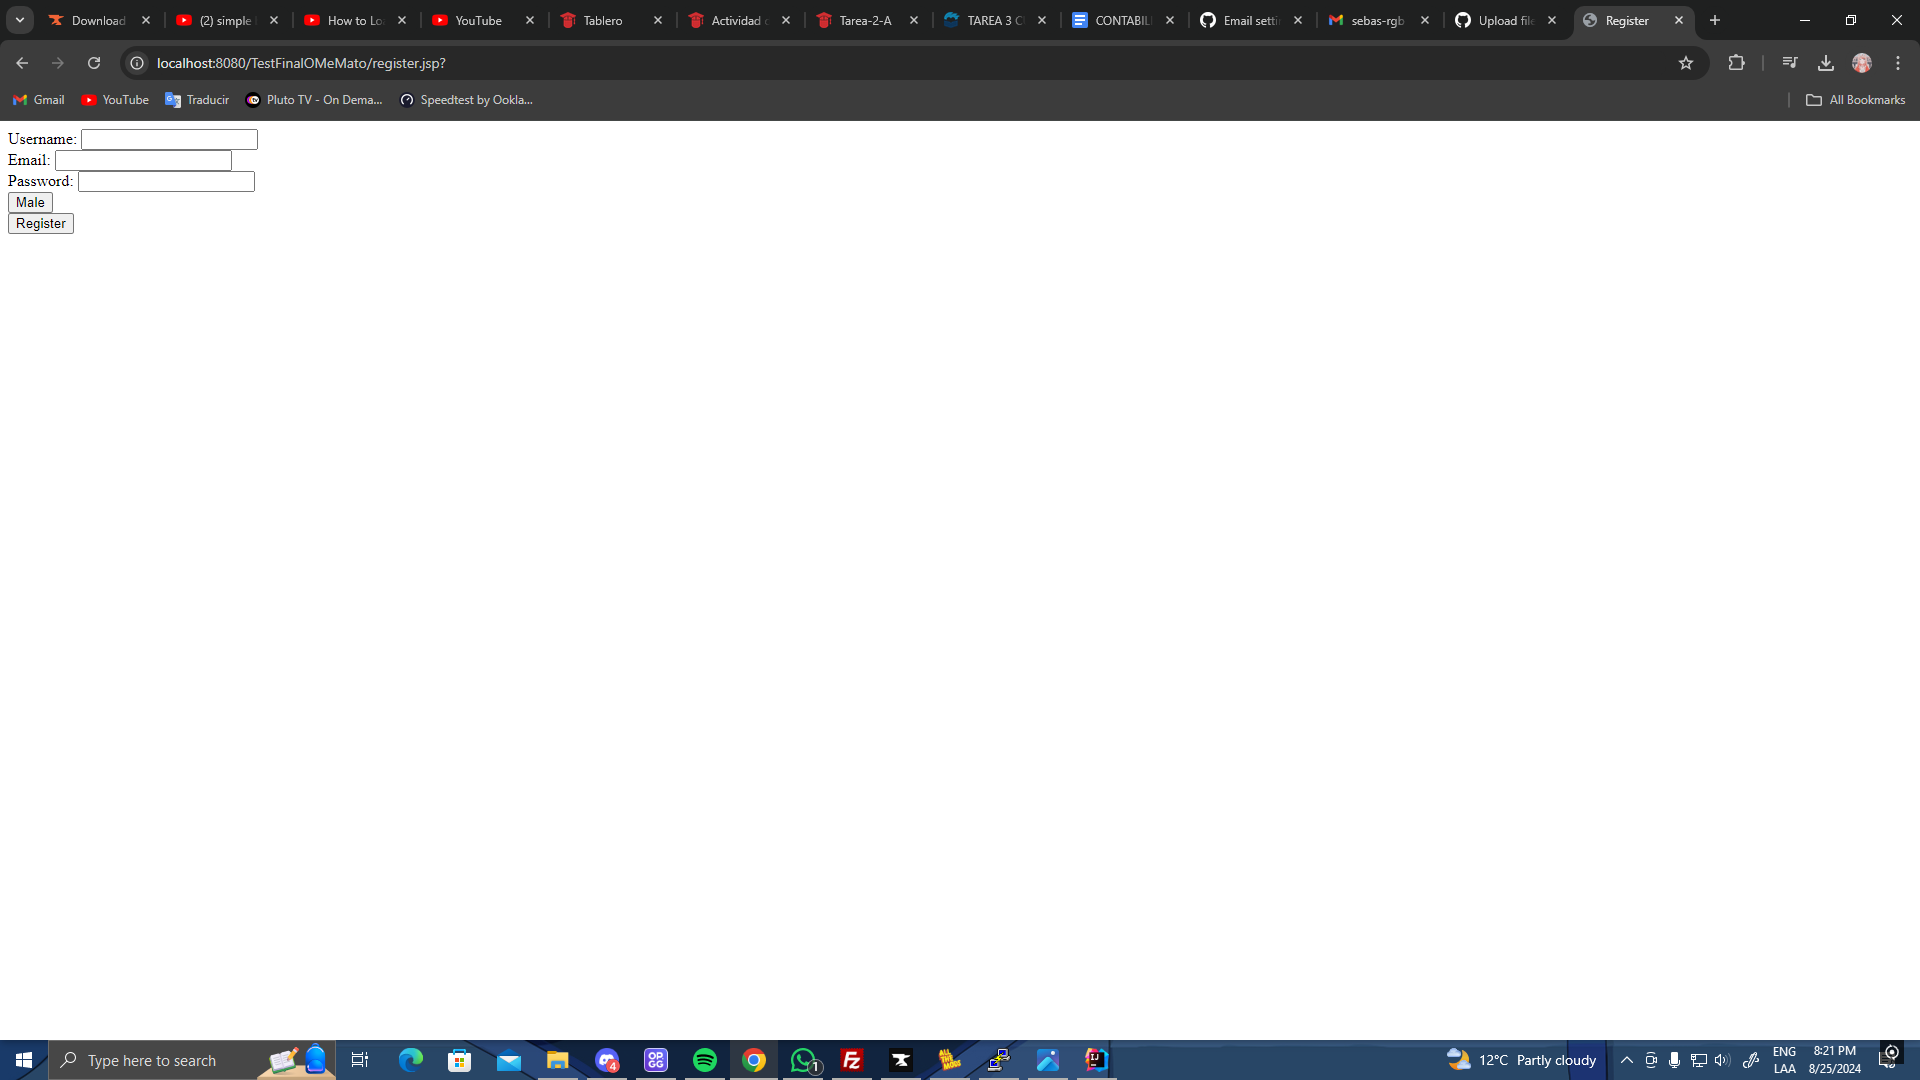 Download
(2) simple
How to Lo
YouTube
Tablero
Actividad
Tarea-2-A
TAREA 3 C
CONTABIL
Email setti
sebas-rgb
Upload file
Register
localhost:8080/TestFinalOMeMato/register.jsp?
Gmail
YouTube
Traducir
Pluto TV - On Dema...
Speedtest by Ookla...
All Bookmarks
Username:
Email:
Password:
Male
Register
Type here to search
OP.GG
4
1
12°C Partly cloudy
ENG
LAA
8:21 PM
8/25/2024